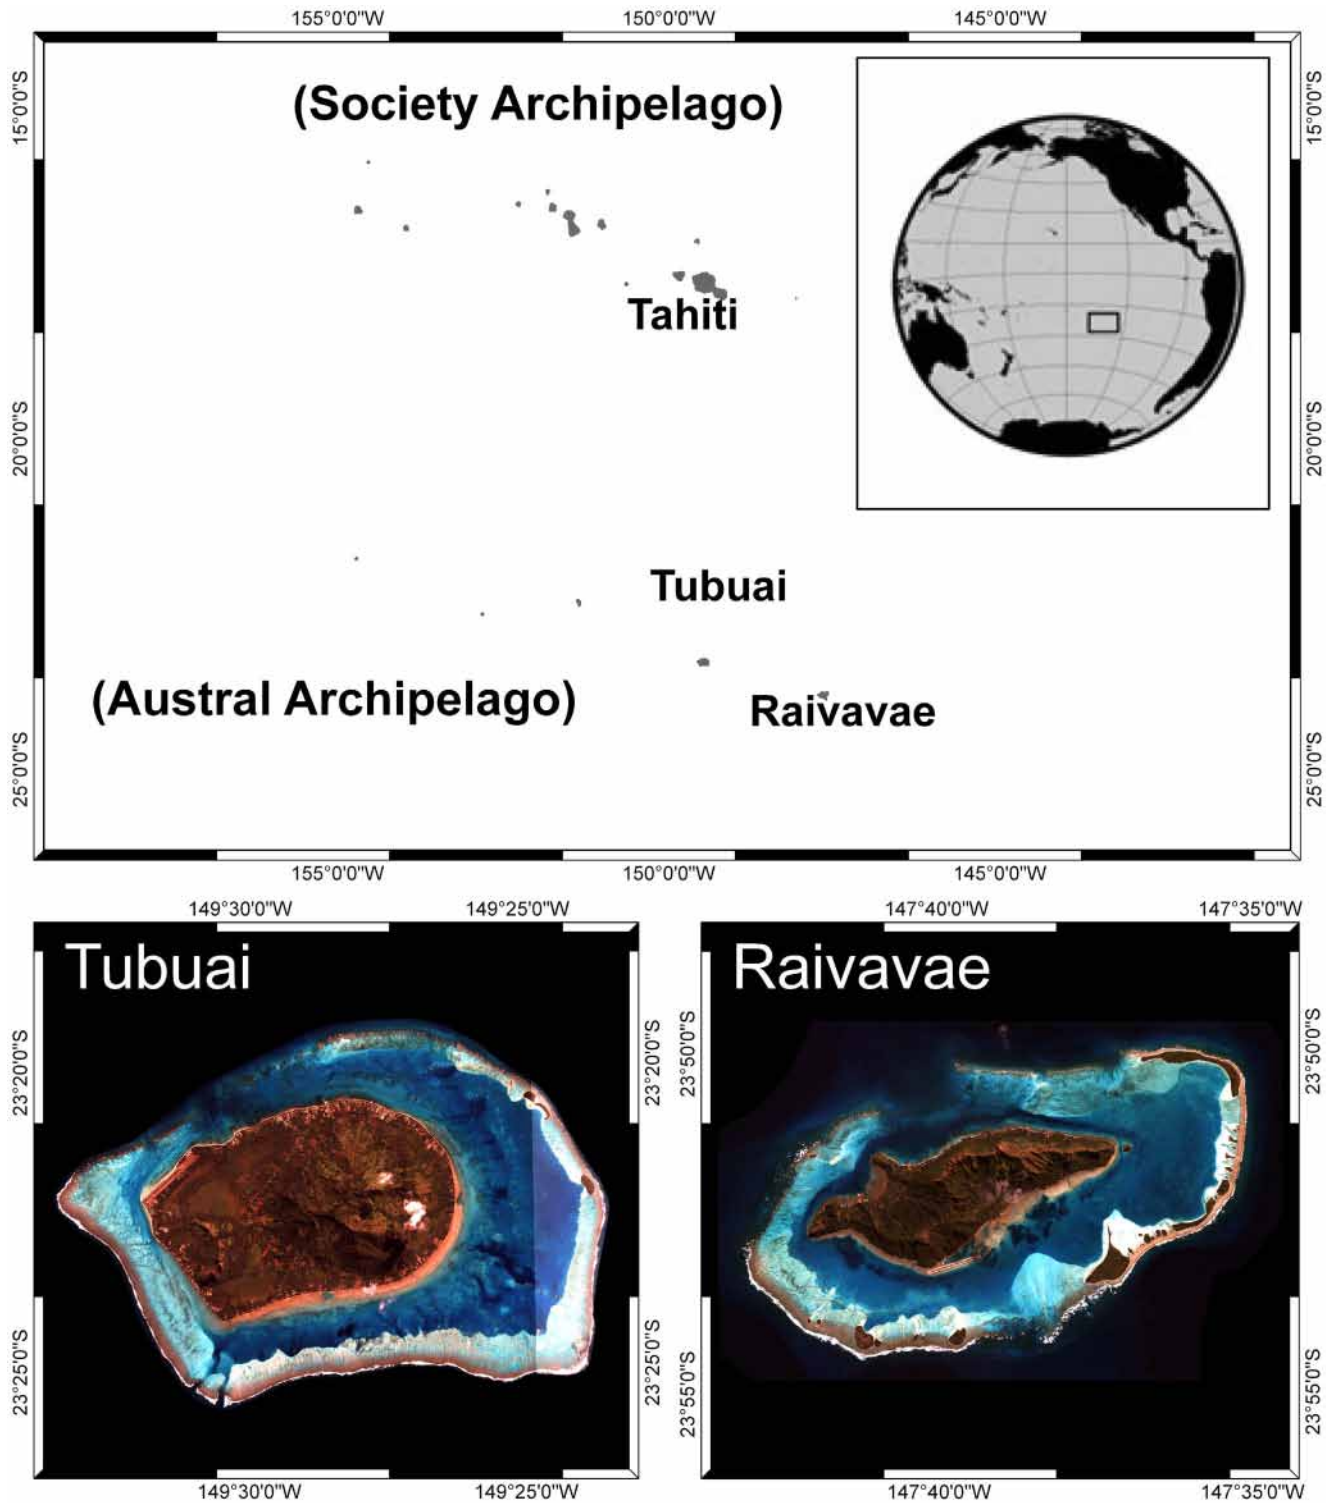 155°0'0"W 150°0'0"W 145°0'0"W
15°0'0"S
15°0'0"S
(Society Archipelago)
Tahiti
20°0'0"S
20°0'0"S
Tubuai
(Austral Archipelago)
Raivavae
25°0'0"S
25°0'0"S
155°0'0"W 150°0'0"W 145°0'0"W
149°30'0"W 149°25'0"W
Tubuai
23°20'0"S
23°20'0"S
23°25'0"S
23°25'0"S
149°30'0"W 149°25'0"W
147°40'0"W 147°35'0"W
Raivavae
23°50'0"S
23°50'0"S
23°55'0"S
23°55'0"S
147°40'0"W 147°35'0"W